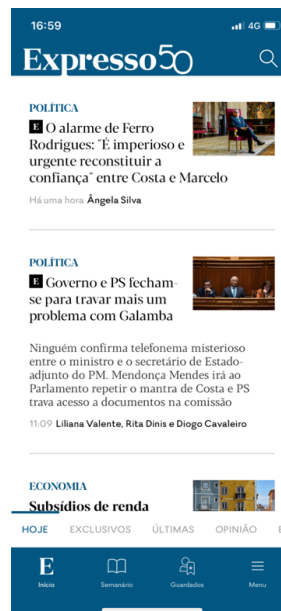 16:59
4G
Expresso50
POLÍTICA
E O alarme de Ferro
Rodrigues: "É imperioso e
urgente reconstituir a
confiança" entre Costa e Marcelo
Há uma hora Ângela Silva
POLÍTICA
E Governo e PS fecham-
se para travar mais um
problema com Galamba
Ninguém confirma telefonema misterioso
entre o ministro e o secretário de Estado-
adjunto do PM. Mendonça Mendes irá ao
Parlamento repetir o mantra de Costa e PS
trava acesso a documentos na comissão
11:09 Liliana Valente, Rita Dinis e Diogo Cavaleiro
ECONOMIA
Subsídios de renda
HOJE EXCLUSIVOS ÚLTIMAS OPINIÃO E
E
Início Semanário Guardados Menu